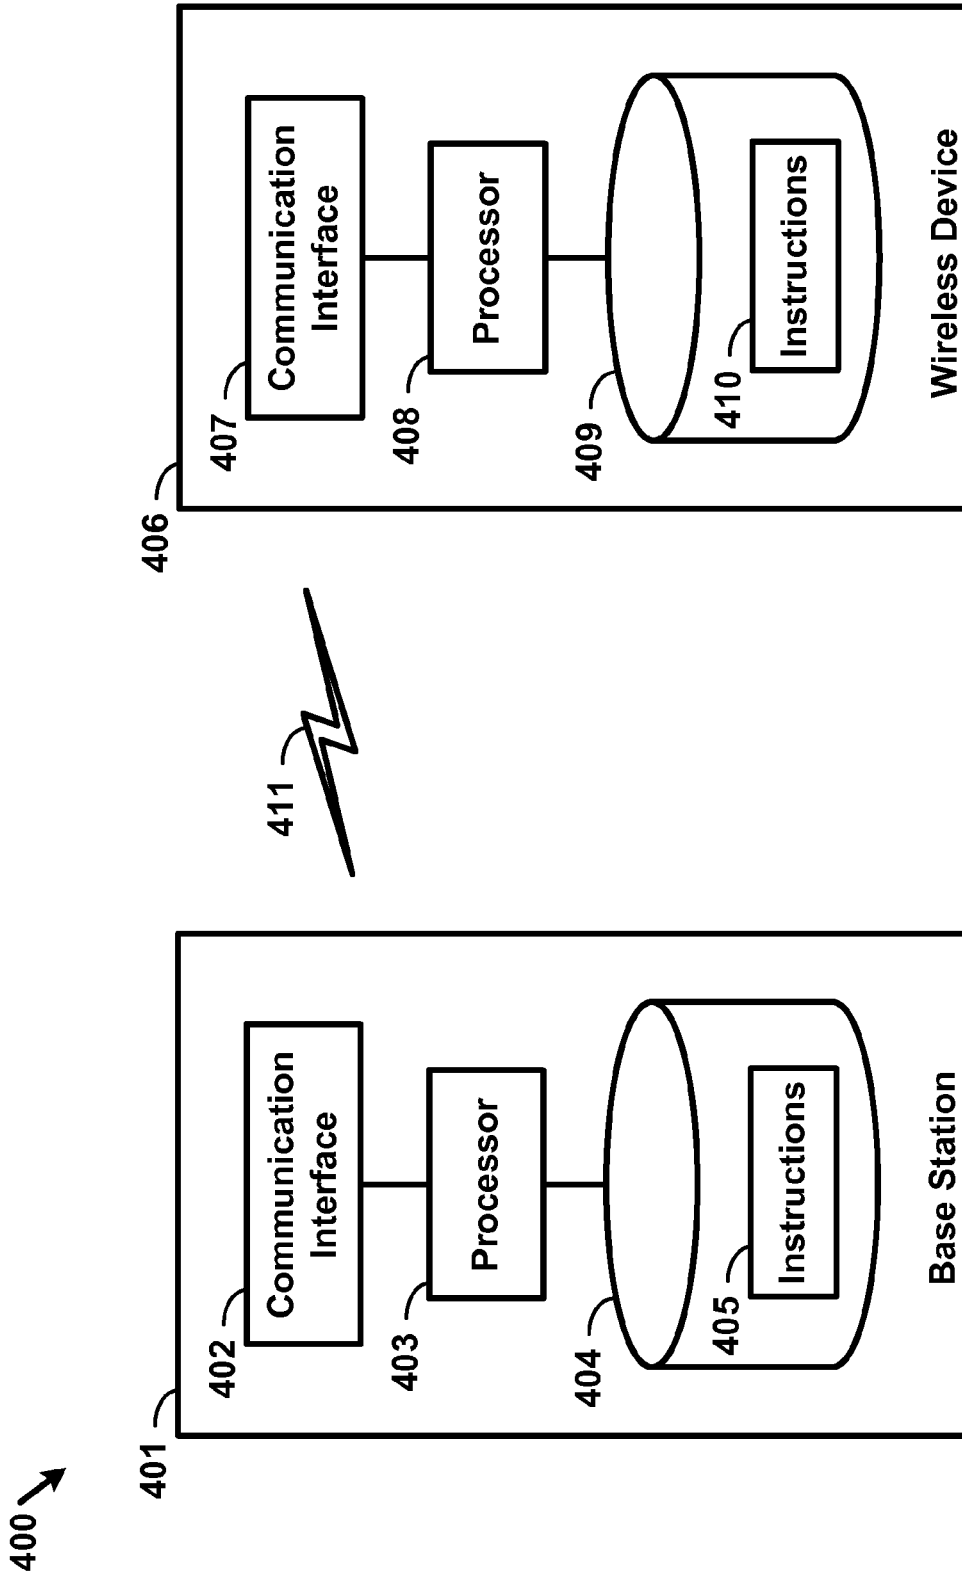 400
401
402
Communication
Interface
403
Processor
404
405
Instructions
Base Station
411
406
407
Communication
Interface
408
Processor
409
410
Instructions
Wireless Device